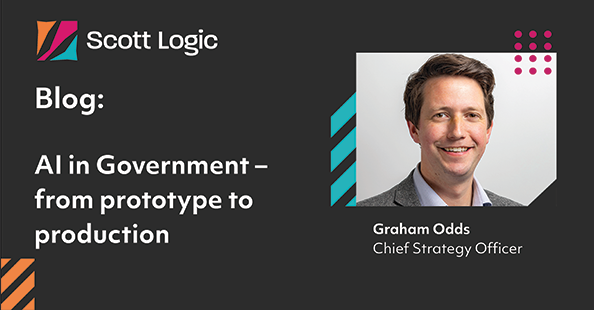 Scott Logic
Blog:
AI in Government –
from prototype to
production
Graham Odds
Chief Strategy Officer